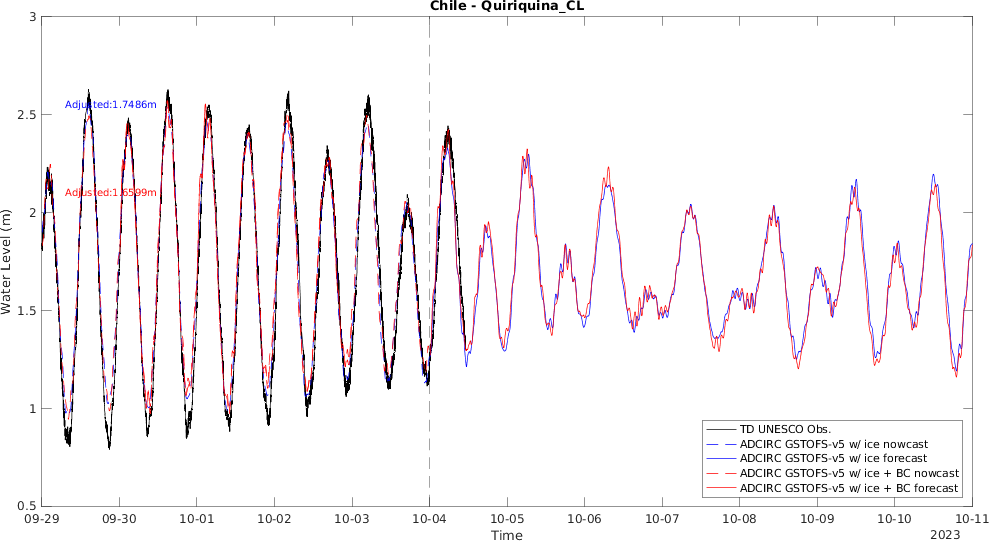 Chile - Quiriquina_CL
3
2.5
2
1.5
1
0.5
Water Level (m)
Adjusted:1.7486m
Adjusted:1.6599m
TD UNESCO Obs.
ADCIRC GSTOFS-v5 w/ ice nowcast
ADCIRC GSTOFS-v5 w/ ice forecast
ADCIRC GSTOFS-v5 w/ ice + BC nowcast
ADCIRC GSTOFS-v5 w/ ice + BC forecast
09-29 09-30 10-01 10-02 10-03 10-04 10-05 10-06 10-07 10-08 10-09 10-10 10-11
Time
2023